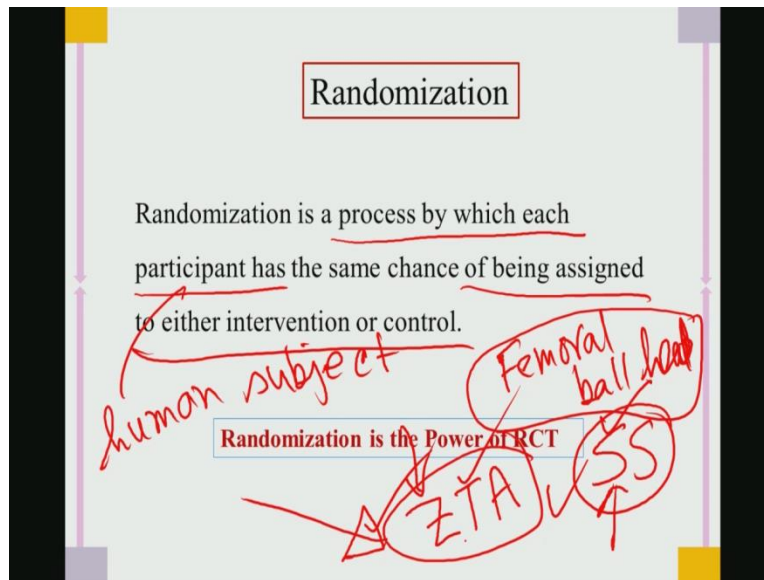 Randomization
Randomization is a process by which each
participant has the same chance of being assigned
to either intervention or control.
human subject
Femoral
ball head
Randomization is the Power of RCT
ZTA
SS